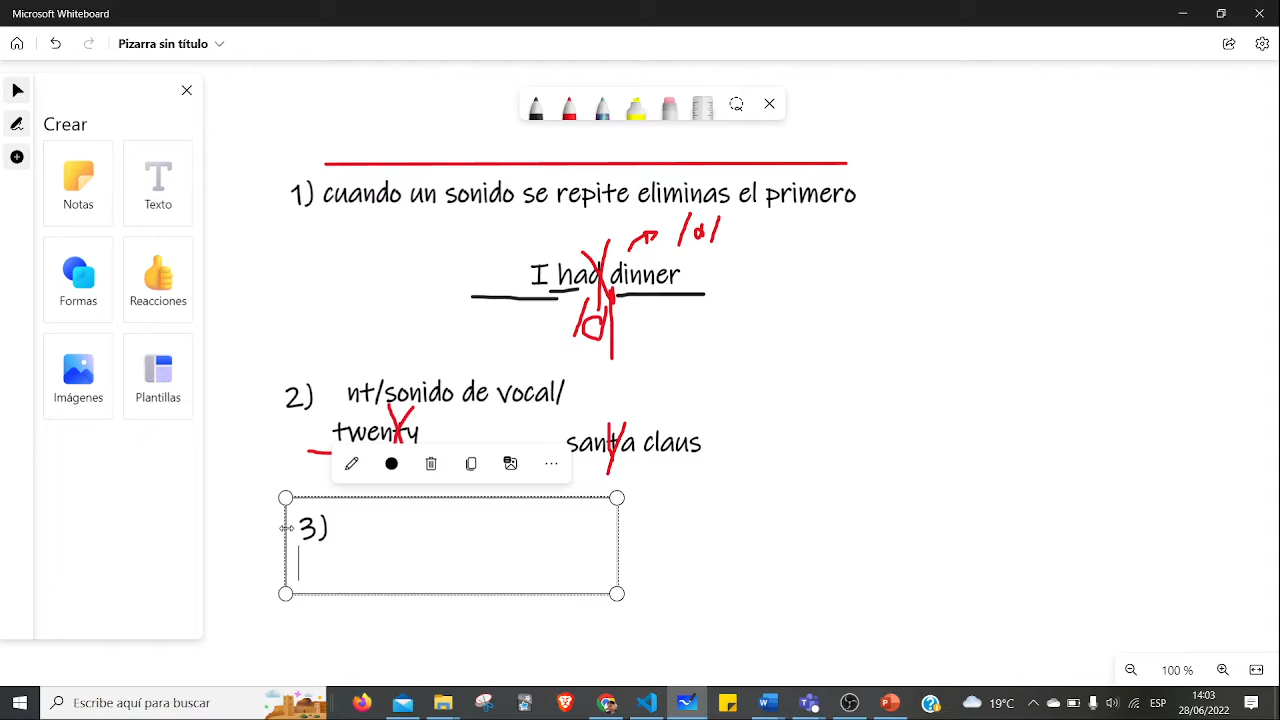 Microsoft Whiteboard
Pizarra sin título
Crear
Notas
Texto
Formas
Reacciones
Imágenes
Plantillas
1) cuando un sonido se repite eliminas el primero
/d/
I had dinner
/d/
2) nt/sonido de vocal/
twenty
santa claus
3)
100 %
Escribe aquí para buscar
19°C
ESP
14:03
28/06/2022